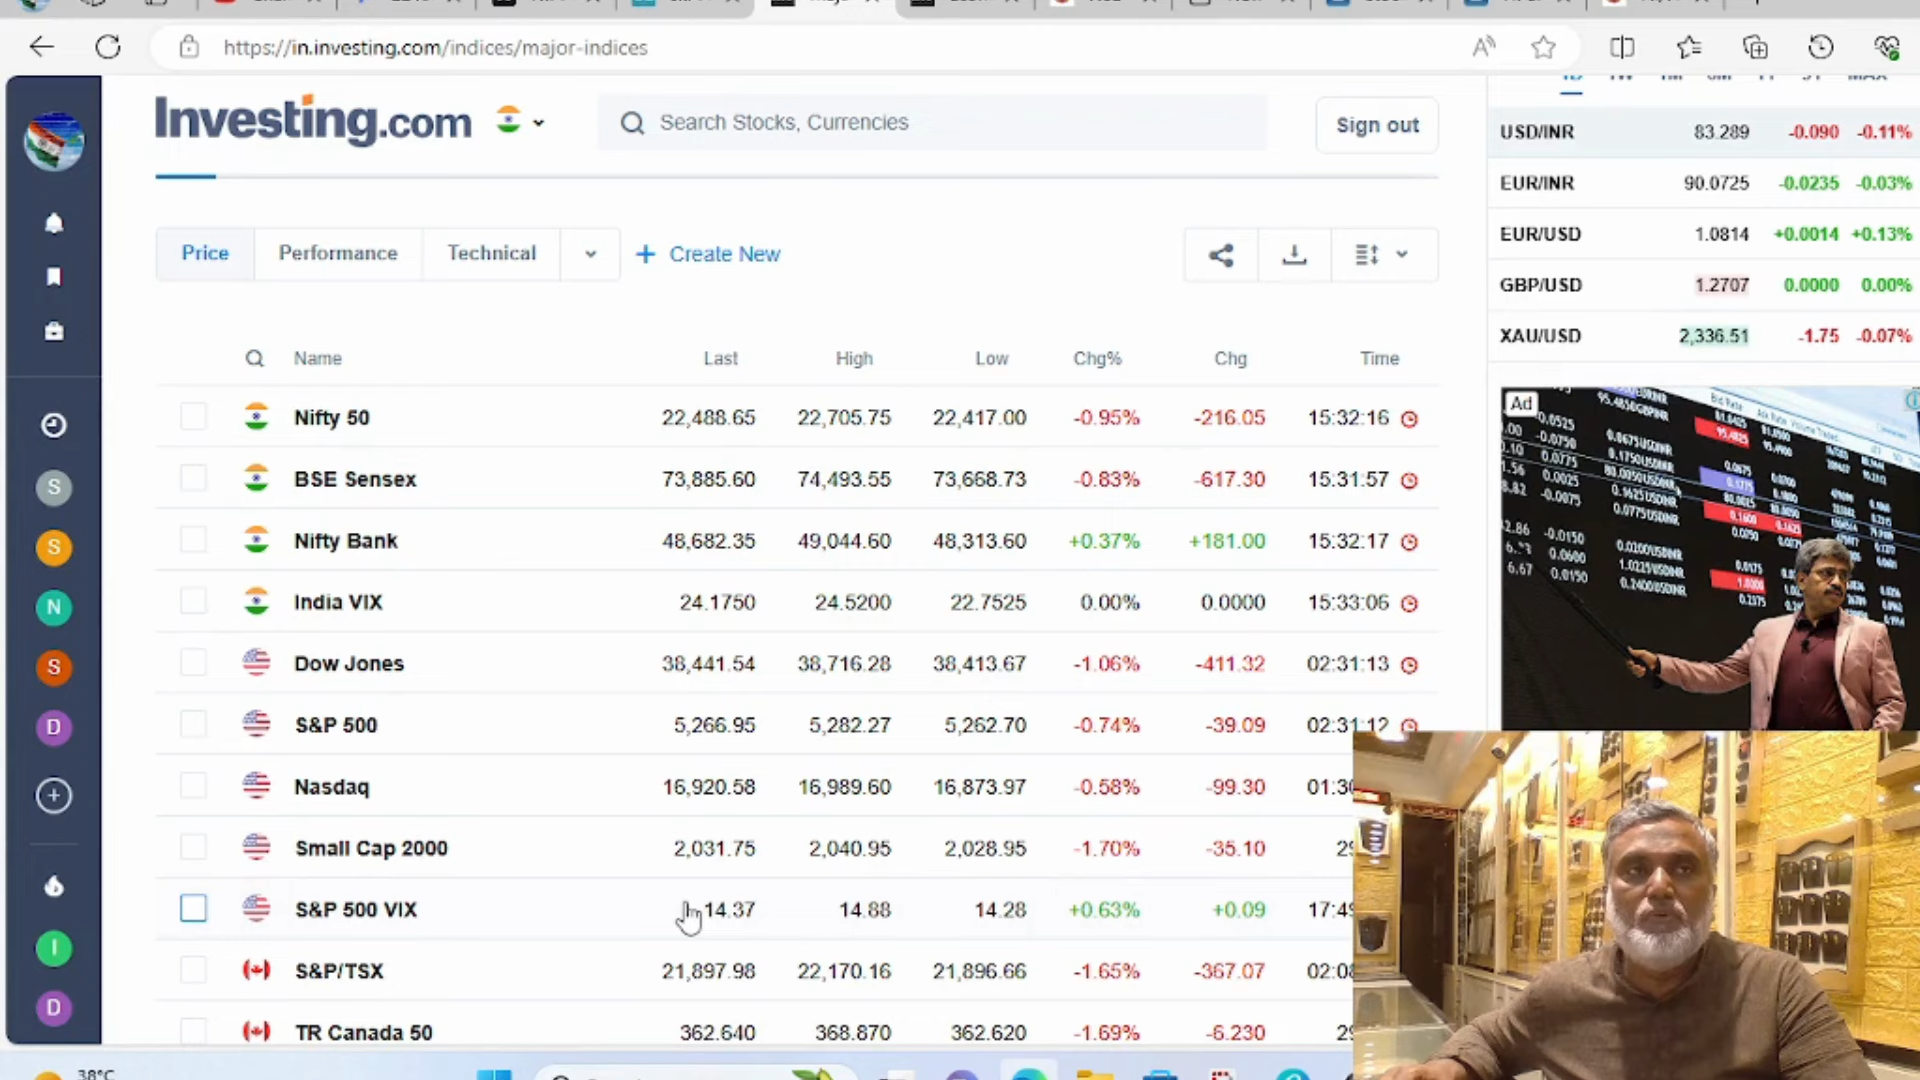 https://in.investing.com/indices/major-indices
Investing.com
Search Stocks, Currencies
Sign out
Price
Performance
Technical
+ Create New
Name Last High Low Chg% Chg Time
Nifty 50 22,488.65 22,705.75 22,417.00 -0.95% -216.05 15:32:16
BSE Sensex 73,885.60 74,493.55 73,668.73 -0.83% -617.30 15:31:57
Nifty Bank 48,682.35 49,044.60 48,313.60 +0.37% +181.00 15:32:17
India VIX 24.1750 24.5200 22.7525 0.00% 0.0000 15:33:06
Dow Jones 38,441.54 38,716.28 38,413.67 -1.06% -411.32 02:31:13
S&P 500 5,266.95 5,282.27 5,262.70 -0.74% -39.09 02:31:12
Nasdaq 16,920.58 16,989.60 16,873.97 -0.58% -99.30 01:30
Small Cap 2000 2,031.75 2,040.95 2,028.95 -1.70% -35.10 29
S&P 500 VIX 14.37 14.88 14.28 +0.63% +0.09 17:49
S&P/TSX 21,897.98 22,170.16 21,896.66 -1.65% -367.07 02:08
TR Canada 50 362.640 368.870 362.620 -1.69% -6.230 29
USD/INR 83.289 -0.090 -0.11%
EUR/INR 90.0725 -0.0235 -0.03%
EUR/USD 1.0814 +0.0014 +0.13%
GBP/USD 1.2707 0.0000 0.00%
XAU/USD 2,336.51 -1.75 -0.07%
Ad
S
S
N
S
D
I
D
38°C